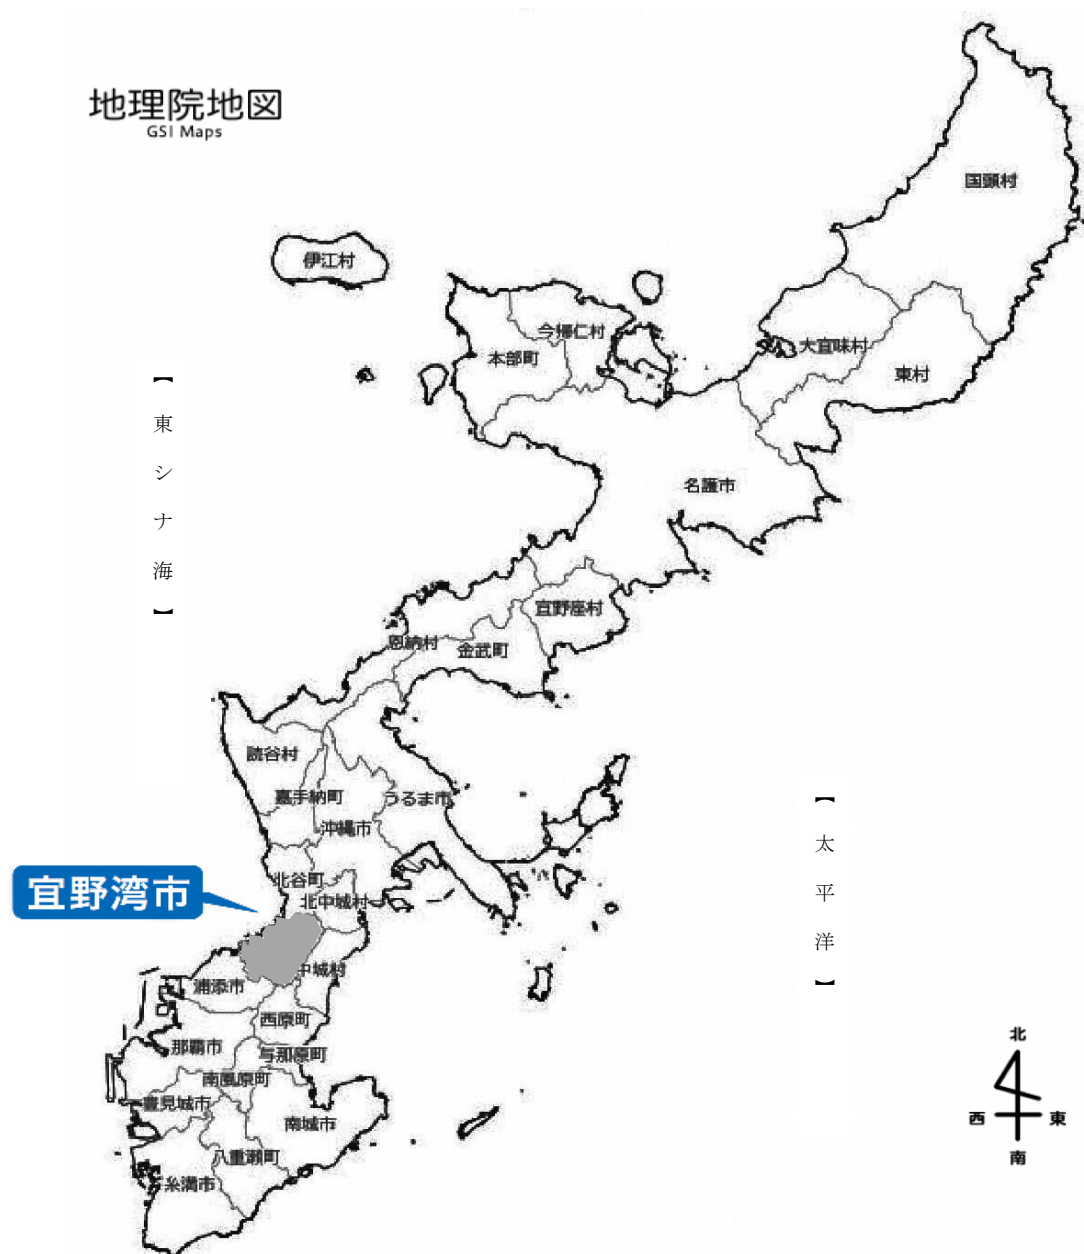 地理院地図
GSI Maps
国頭村
伊江村
今帰仁村
大宜味村
本部町
東村
【東シナ海】
名護市
宜野座村
恩納村
金武町
読谷村
嘉手納町
うるま市
沖縄市
【太平洋】
北谷町
宜野湾市
北中城村
中城村
浦添市
西原町
那覇市
与那原町
南風原町
豊見城市
南城市
八重瀬町
糸満市
北
西
東
南